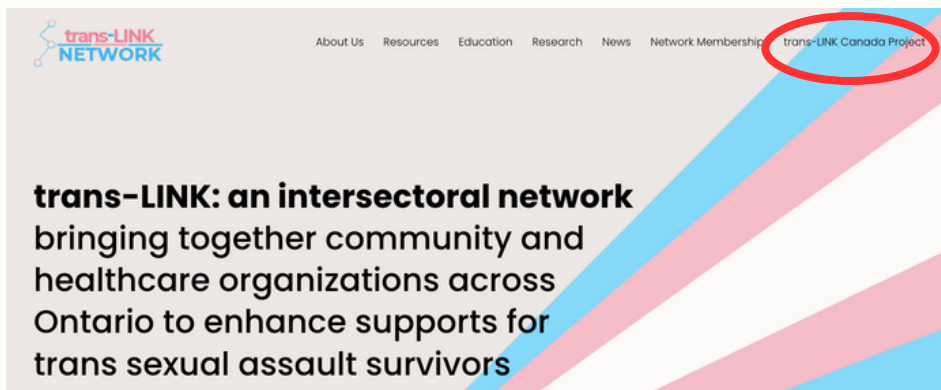 trans-LINK
NETWORK
About Us Resources Education Research News Network Membership trans-LINK Canada Project
trans-LINK: an intersectoral network
bringing together community and
healthcare organizations across
Ontario to enhance supports for
trans sexual assault survivors